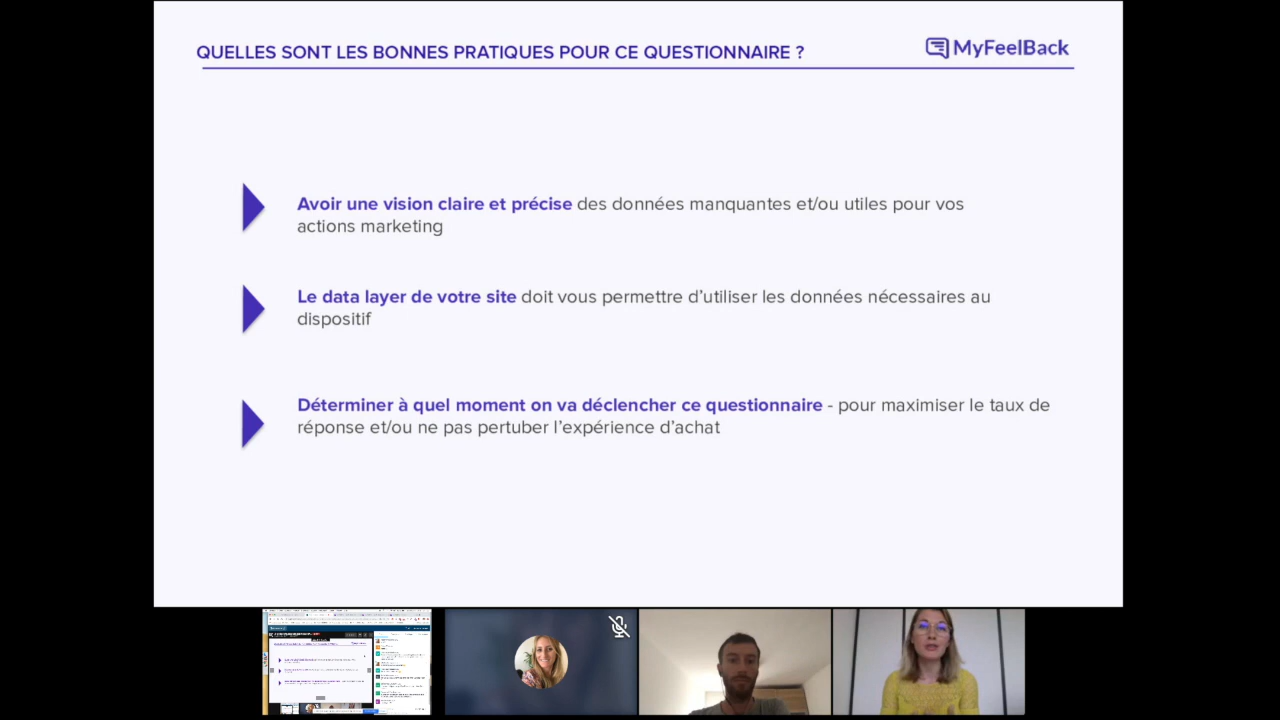 QUELLES SONT LES BONNES PRATIQUES POUR CE QUESTIONNAIRE ?
MyFeelBack
Avoir une vision claire et précise des données manquantes et/ou utiles pour vos
actions marketing
Le data layer de votre site doit vous permettre d'utiliser les données nécessaires au
dispositif
Déterminer à quel moment on va déclencher ce questionnaire - pour maximiser le taux de
réponse et/ou ne pas pertuber l'expérience d'achat